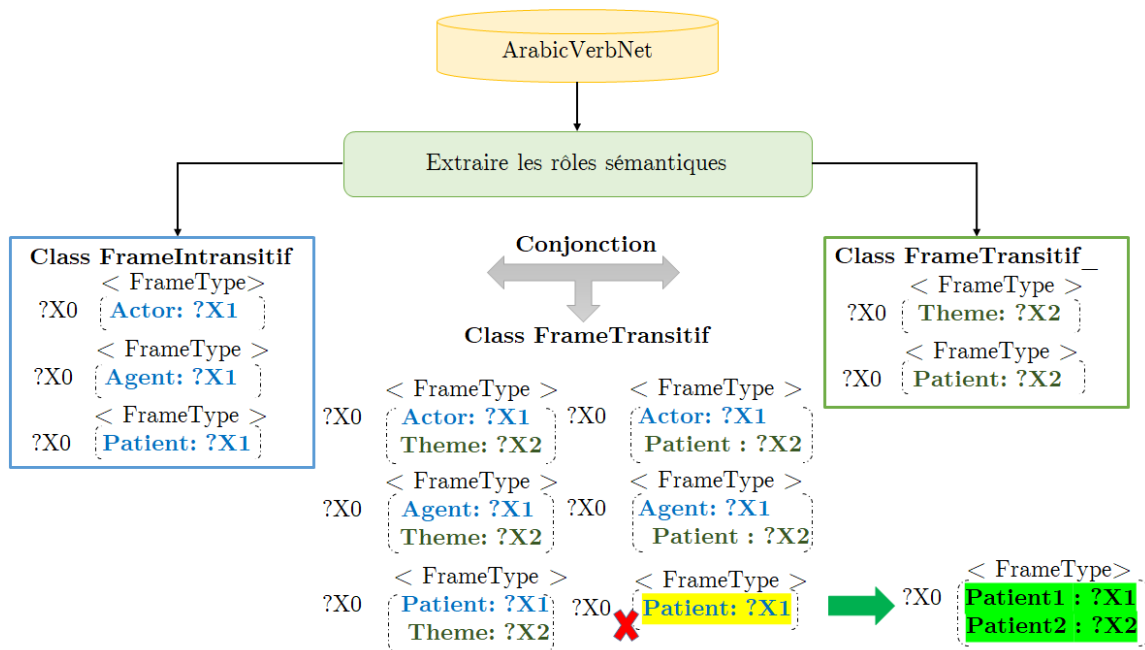 ArabicVerbNet
Extraire les rôles sémantiques
Class FrameIntransitif
< FrameType>
?X0 Actor: ?X1
< FrameType >
?X0 Agent: ?X1
< FrameType >
?X0 Patient: ?X1
Conjonction
Class FrameTransitif
< FrameType > < FrameType >
?X0 Actor: ?X1 ?X0 Actor: ?X1
Theme: ?X2 Patient : ?X2
< FrameType > < FrameType >
?X0 Agent: ?X1 ?X0 Agent: ?X1
Theme: ?X2 Patient : ?X2
< FrameType > < FrameType >
?X0 Patient: ?X1 ?X0 Patient: ?X1
Theme: ?X2
Class FrameTransitif_
< FrameType >
?X0 Theme: ?X2
< FrameType >
?X0 Patient: ?X2
< FrameType>
?X0 Patient1 : ?X1
Patient2 : ?X2